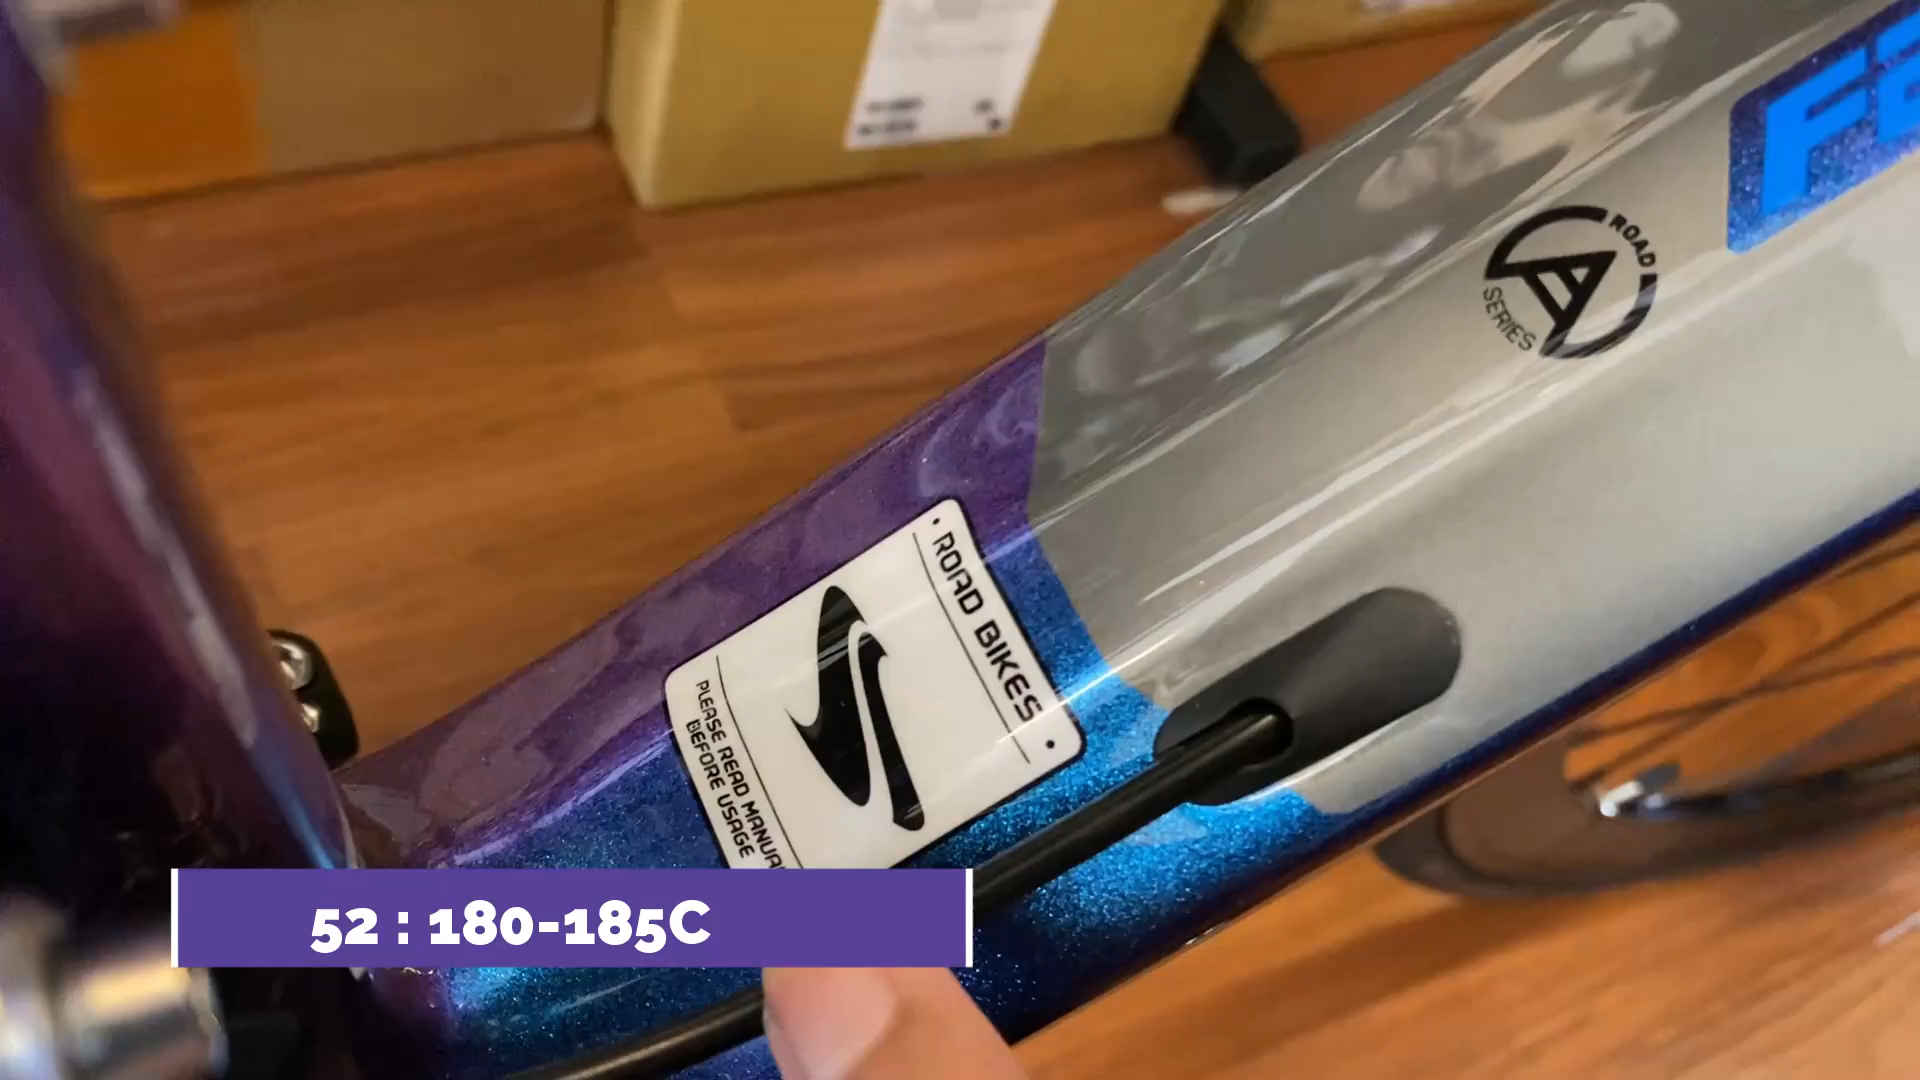 ROAD
A
SERIES
ROAD BIKES
PLEASE READ MANUAL
BEFORE USAGE
52 : 180-185C